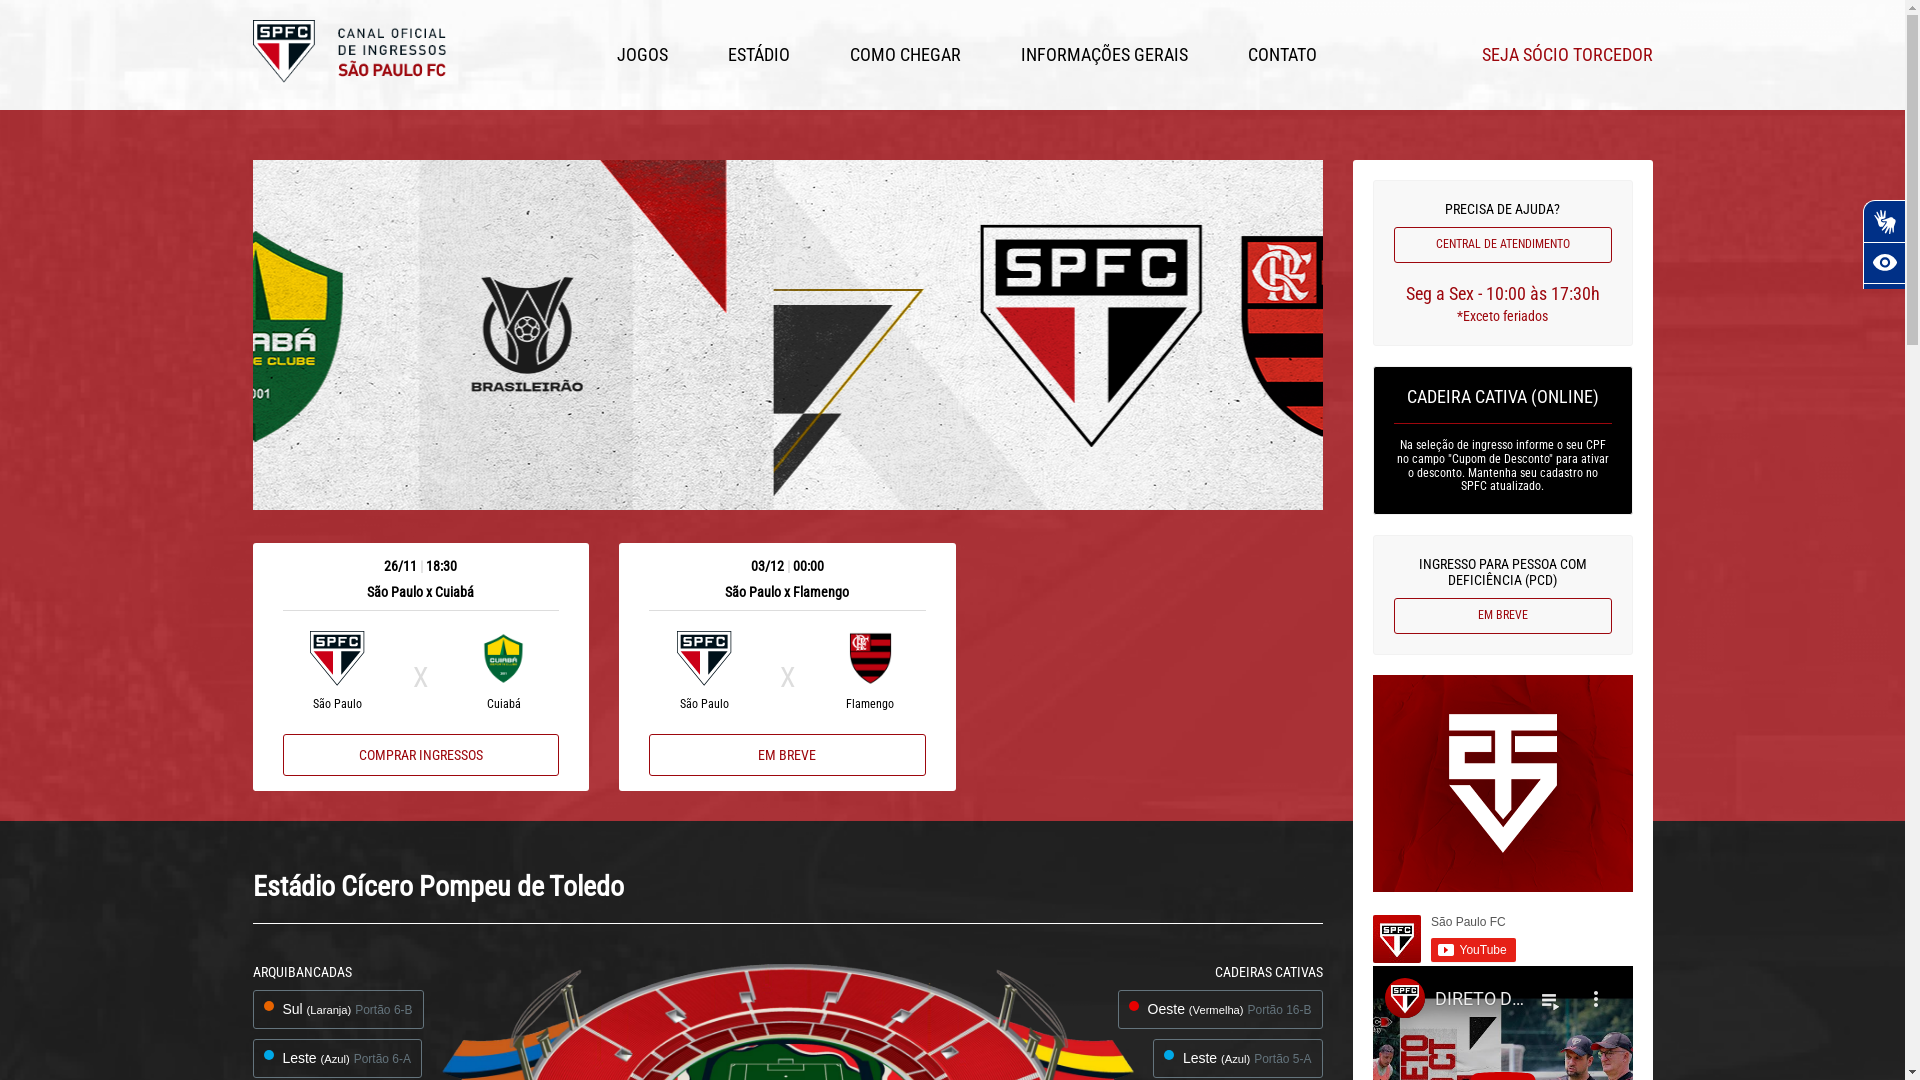 SPFC
CANAL OFICIAL
DE INGRESSOS
SÃO PAULO FC
JOGOS
ESTÁDIO
COMO CHEGAR
INFORMAÇÕES GERAIS
CONTATO
SEJA SÓCIO TORCEDOR
BRASILEIRÃO
SPFC
PRECISA DE AJUDA?
CENTRAL DE ATENDIMENTO
Seg a Sex - 10:00 às 17:30h
*Exceto feriados
CADEIRA CATIVA (ONLINE)
Na seleção de ingresso informe o seu CPF
no campo "Cupom de Desconto" para ativar
o desconto. Mantenha seu cadastro no
SPFC atualizado.
INGRESSO PARA PESSOA COM
DEFICIÊNCIA (PCD)
EM BREVE
26/11 | 18:30
São Paulo x Cuiabá
SPFC
X
São Paulo
Cuiabá
COMPRAR INGRESSOS
03/12 | 00:00
São Paulo x Flamengo
SPFC
X
São Paulo
Flamengo
EM BREVE
Estádio Cícero Pompeu de Toledo
ARQUIBANCADAS
Sul (Laranja) Portão 6-B
Leste (Azul) Portão 6-A
CADEIRAS CATIVAS
Oeste (Vermelha) Portão 16-B
Leste (Azul) Portão 5-A
São Paulo FC
YouTube
DIRETO D...